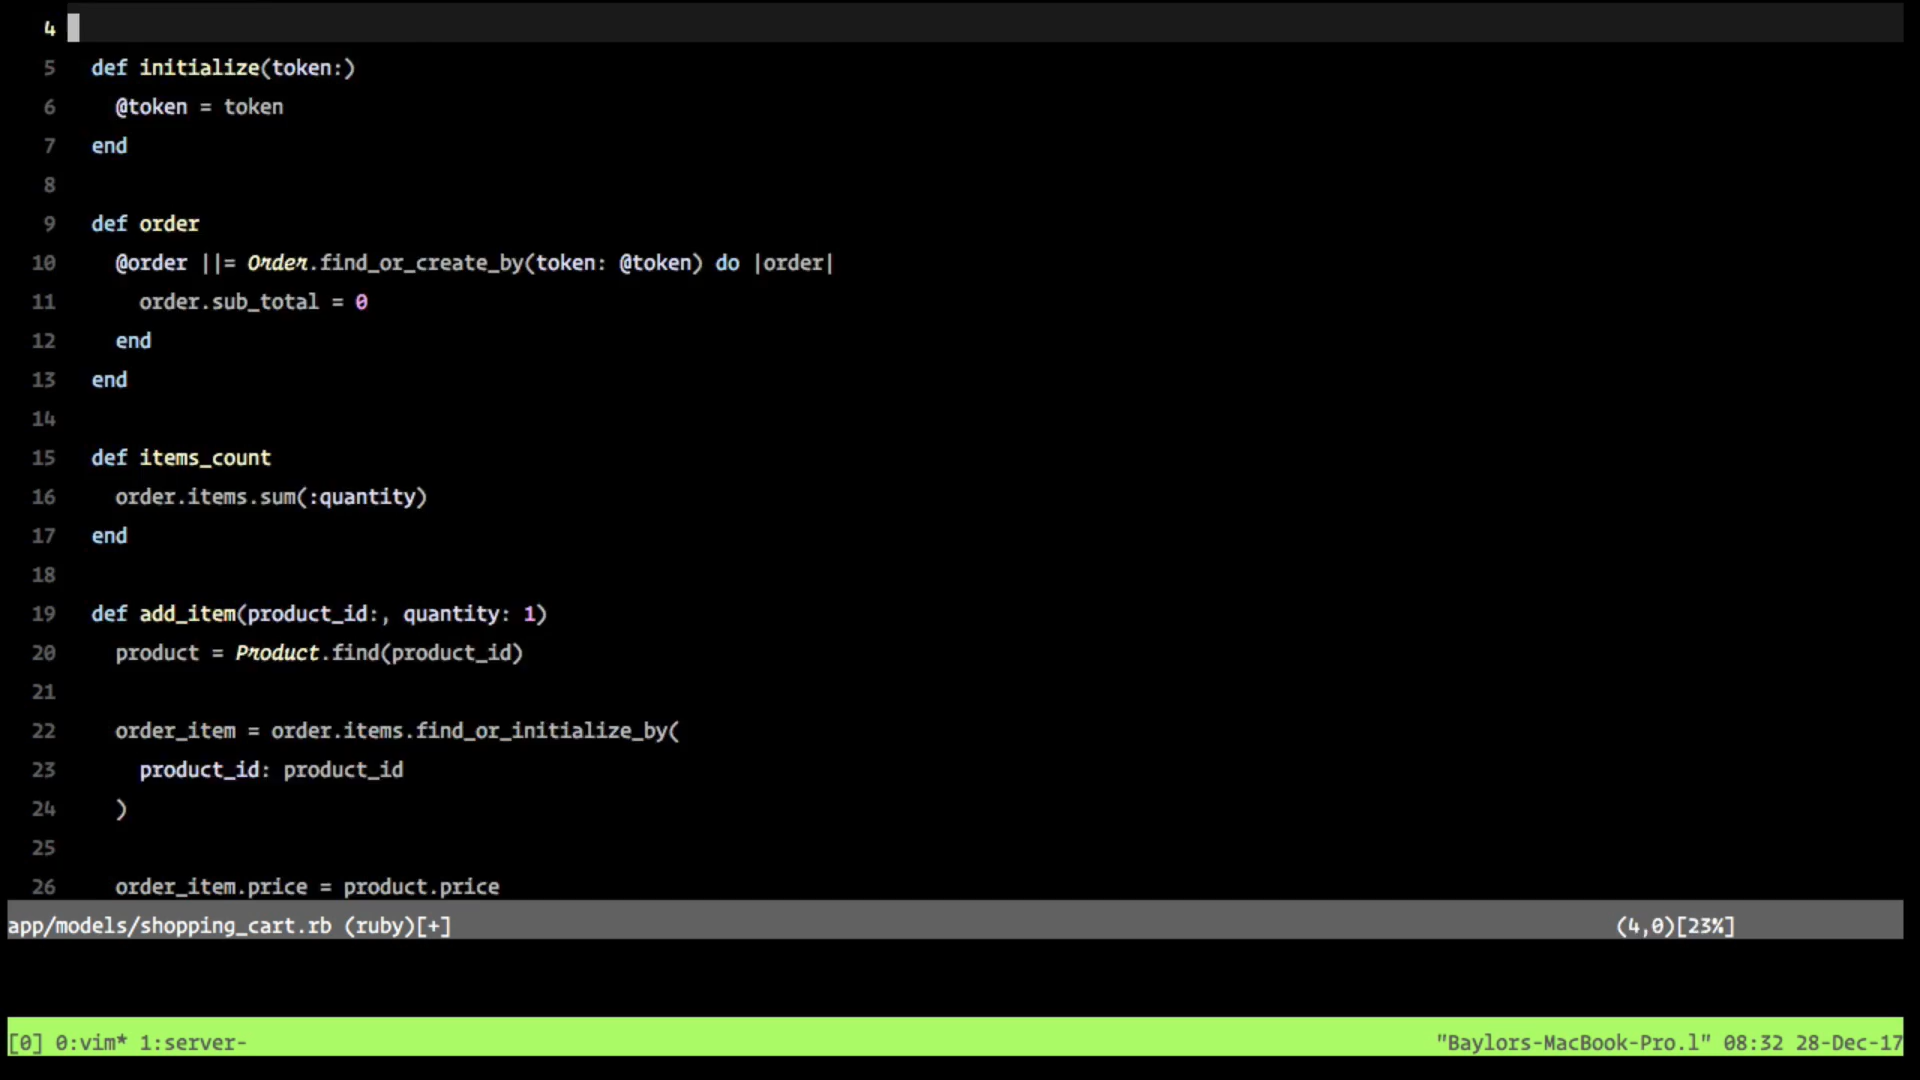 4
5 def initialize(token:)
6 @token = token
7 end
8
9 def order
10 @order ||= Order.find_or_create_by(token: @token) do |order|
11 order.sub_total = 0
12 end
13 end
14
15 def items_count
16 order.items.sum(:quantity)
17 end
18
19 def add_item(product_id:, quantity: 1)
20 product = Product.find(product_id)
21
22 order_item = order.items.find_or_initialize_by(
23 product_id: product_id
24 )
25
26 order_item.price = product.price
app/models/shopping_cart.rb (ruby)[+] (4,0)[23%]
[0] 0:vim* 1:server- "Baylors-MacBook-Pro.l" 08:32 28-Dec-17